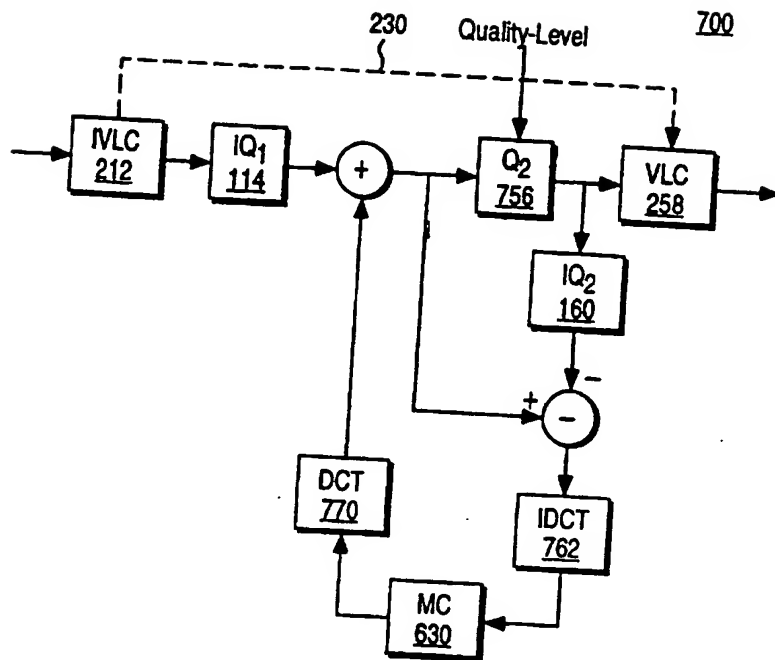 230
Quality-Level
700
IVLC
212
IQ1
114
+
Q2
756
VLC
258
IQ2
160
−
+
−
DCT
770
IDCT
762
MC
630